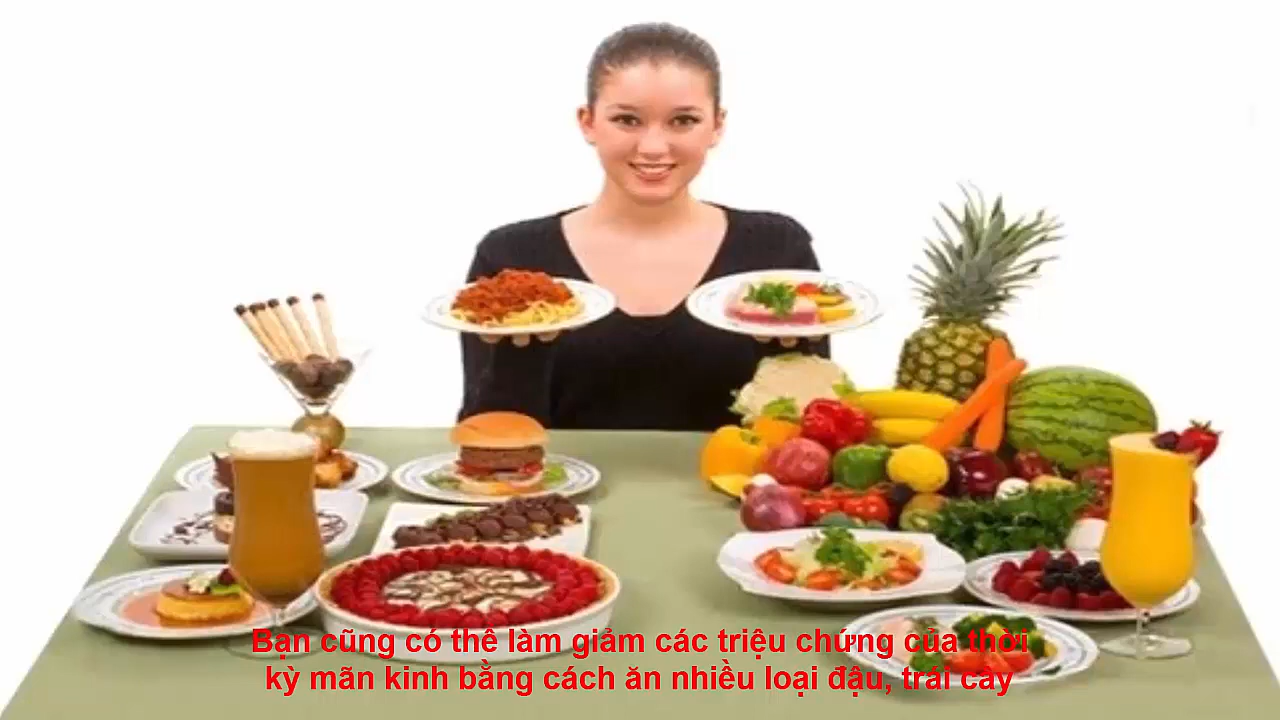 Bạn cũng có thể làm giảm các triệu chứng của thời
kỳ mãn kinh bằng cách ăn nhiều loại đậu, trái cây